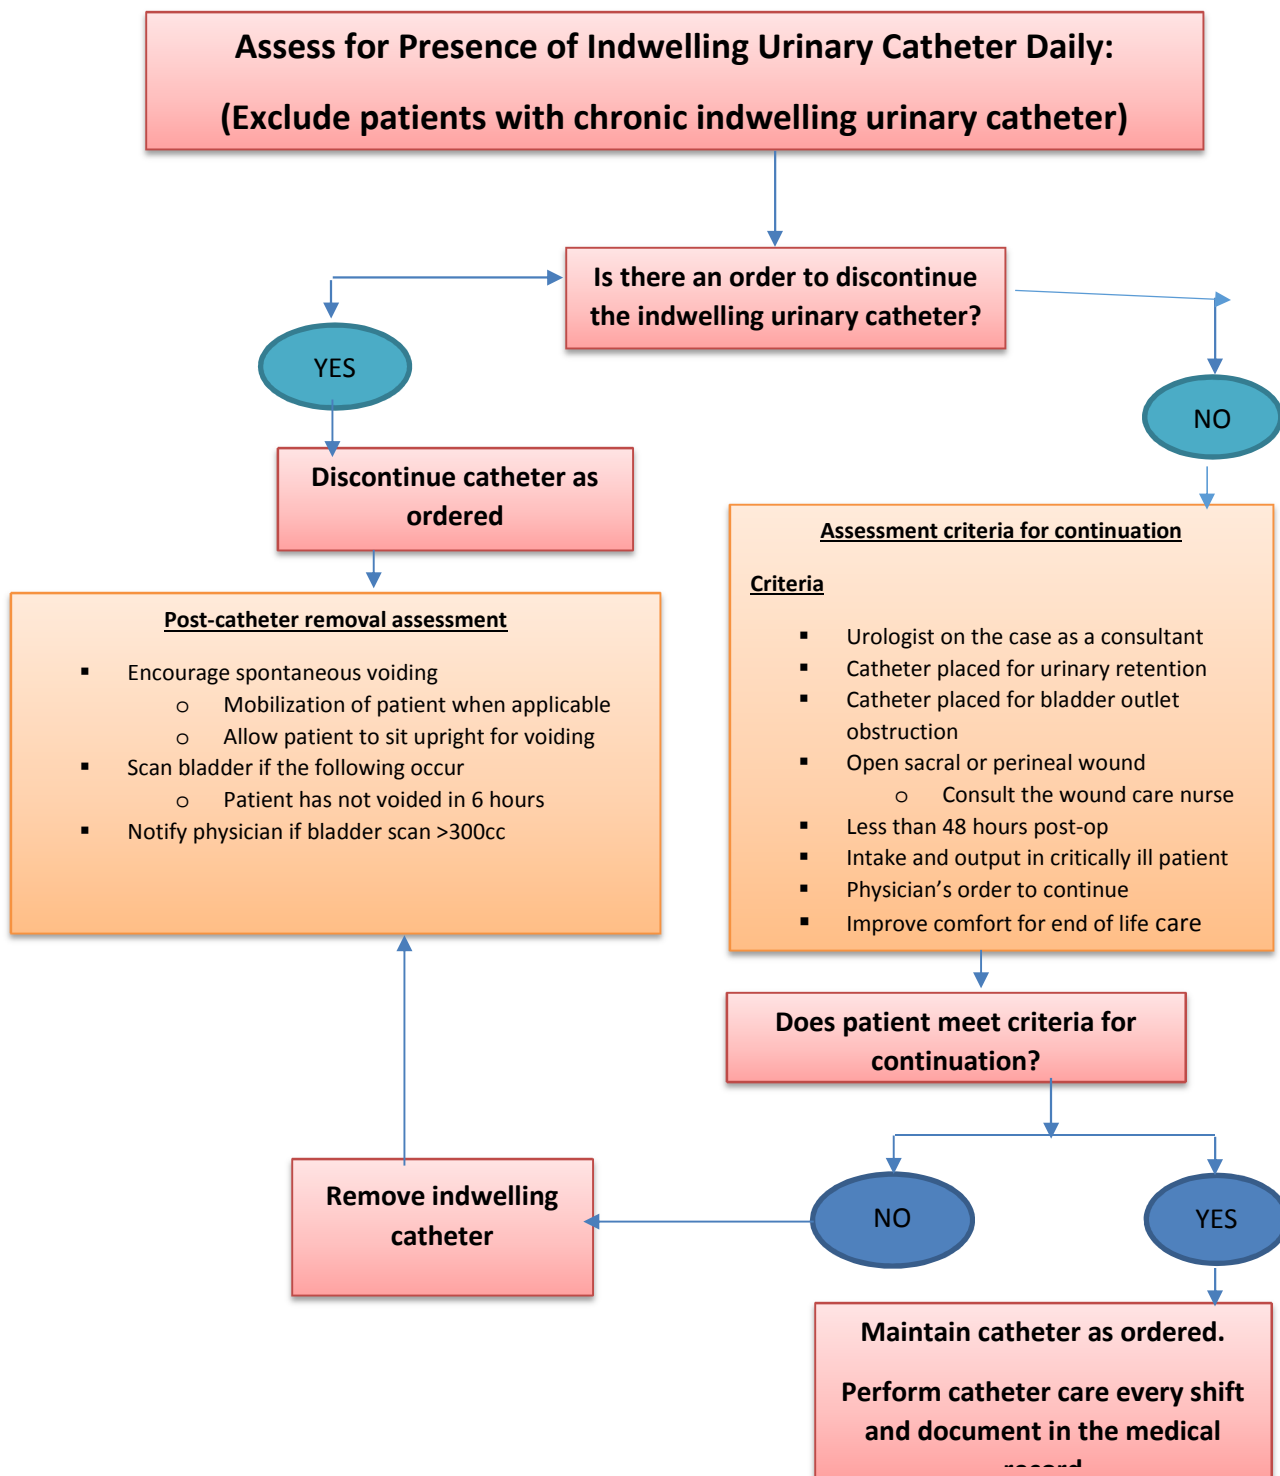 Assess for Presence of Indwelling Urinary Catheter Daily:
(Exclude patients with chronic indwelling urinary catheter)
Is there an order to discontinue
the indwelling urinary catheter?
YES
NO
Discontinue catheter as
ordered
Post-catheter removal assessment
▪ Encourage spontaneous voiding
o Mobilization of patient when applicable
o Allow patient to sit upright for voiding
▪ Scan bladder if the following occur
o Patient has not voided in 6 hours
▪ Notify physician if bladder scan >300cc
Assessment criteria for continuation
Criteria
▪ Urologist on the case as a consultant
▪ Catheter placed for urinary retention
▪ Catheter placed for bladder outlet
obstruction
▪ Open sacral or perineal wound
o Consult the wound care nurse
▪ Less than 48 hours post-op
▪ Intake and output in critically ill patient
▪ Physician’s order to continue
▪ Improve comfort for end of life care
Does patient meet criteria for
continuation?
NO
YES
Remove indwelling
catheter
Maintain catheter as ordered.
Perform catheter care every shift
and document in the medical
record